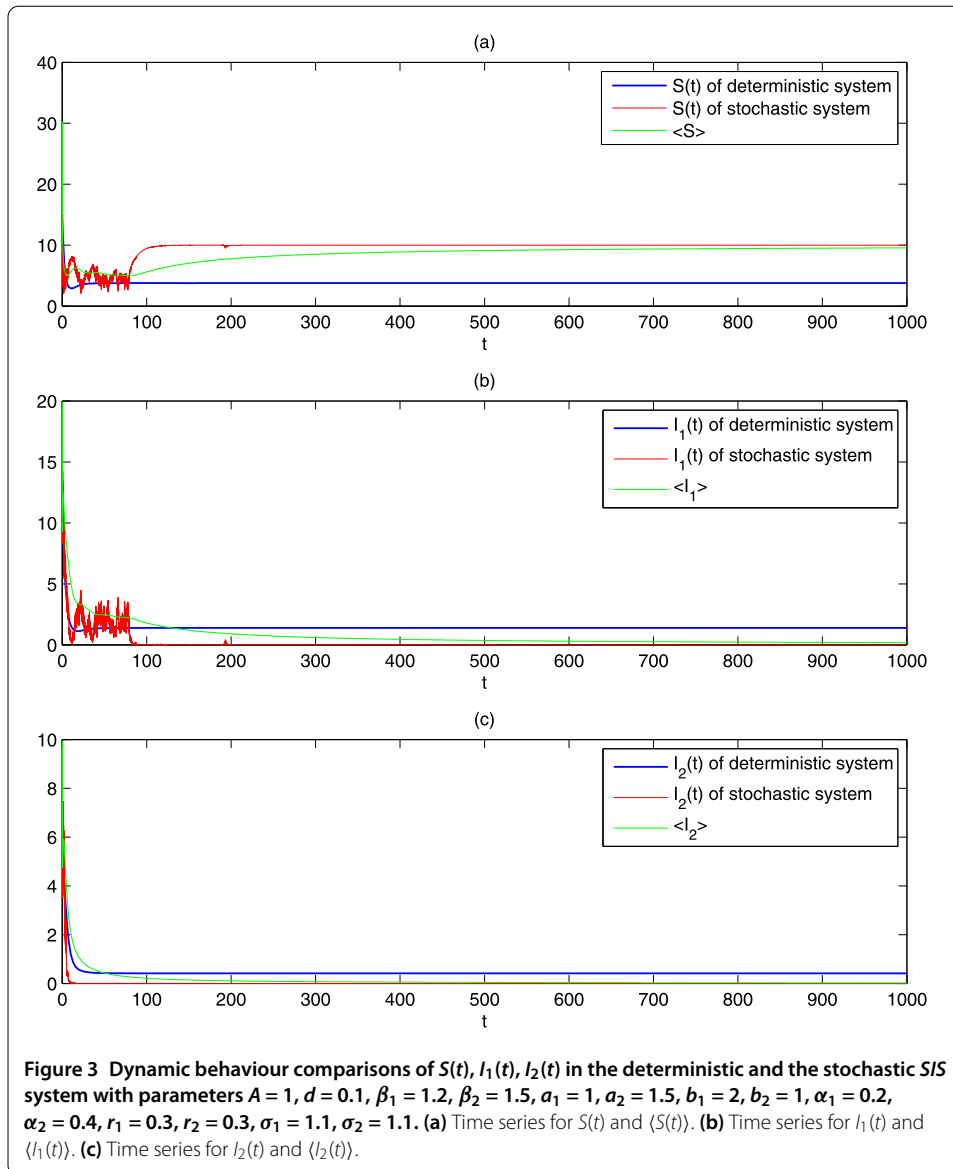 (a)
40
30
20
10
0
S(t) of deterministic system
S(t) of stochastic system
<S>
0 100 200 300 400 500 600 700 800 900 1000
t
(b)
20
15
10
5
0
I_1(t) of deterministic system
I_1(t) of stochastic system
<I_1>
0 100 200 300 400 500 600 700 800 900 1000
t
(c)
10
8
6
4
2
0
I_2(t) of deterministic system
I_2(t) of stochastic system
<I_2>
0 100 200 300 400 500 600 700 800 900 1000
t
Figure 3 Dynamic behaviour comparisons of S(t), I₁(t), I₂(t) in the deterministic and the stochastic SIS
system with parameters A = 1, d = 0.1, β₁ = 1.2, β₂ = 1.5, a₁ = 1, a₂ = 1.5, b₁ = 2, b₂ = 1, α₁ = 0.2,
α₂ = 0.4, r₁ = 0.3, r₂ = 0.3, σ₁ = 1.1, σ₂ = 1.1. (a) Time series for S(t) and ⟨S(t)⟩. (b) Time series for I₁(t) and
⟨I₁(t)⟩. (c) Time series for I₂(t) and ⟨I₂(t)⟩.